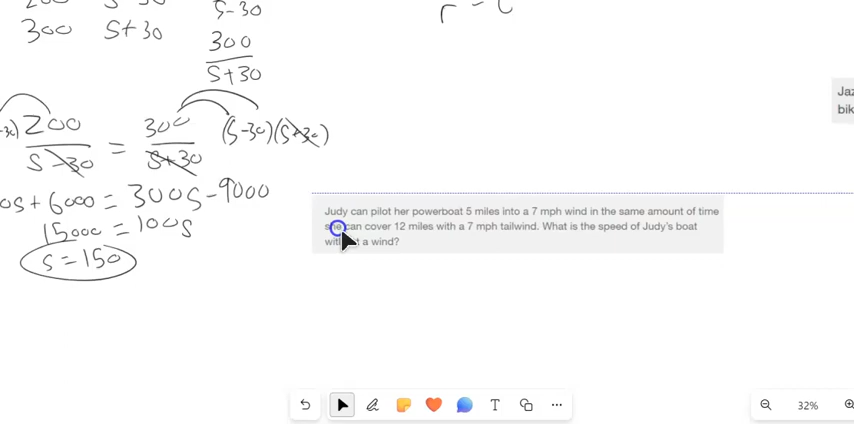 300 S+30
S-30
300
S+30
200 / S-30 = 300 / S+30 (S-30)(S+30)
S+6000 = 300S-9000
15000 = 100S
S=150
r = t
Jaz
bik
Judy can pilot her powerboat 5 miles into a 7 mph wind in the same amount of time
she can cover 12 miles with a 7 mph tailwind. What is the speed of Judy's boat
without a wind?
T
32%